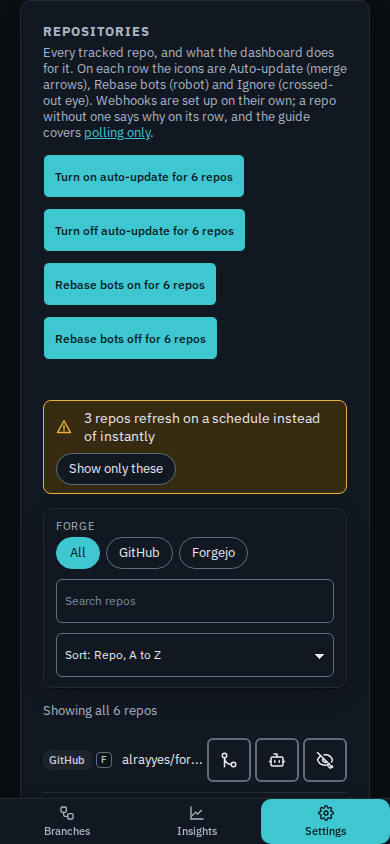 REPOSITORIES
Every tracked repo, and what the dashboard does
for it. On each row the icons are Auto-update (merge
arrows), Rebase bots (robot) and Ignore (crossed-
out eye). Webhooks are set up on their own; a repo
without one says why on its row, and the guide
covers polling only.
Turn on auto-update for 6 repos
Turn off auto-update for 6 repos
Rebase bots on for 6 repos
Rebase bots off for 6 repos
3 repos refresh on a schedule instead
of instantly
Show only these
FORGE
All GitHub Forgejo
Search repos
Sort: Repo, A to Z
Showing all 6 repos
GitHub F alrayyes/for...
Branches Insights Settings